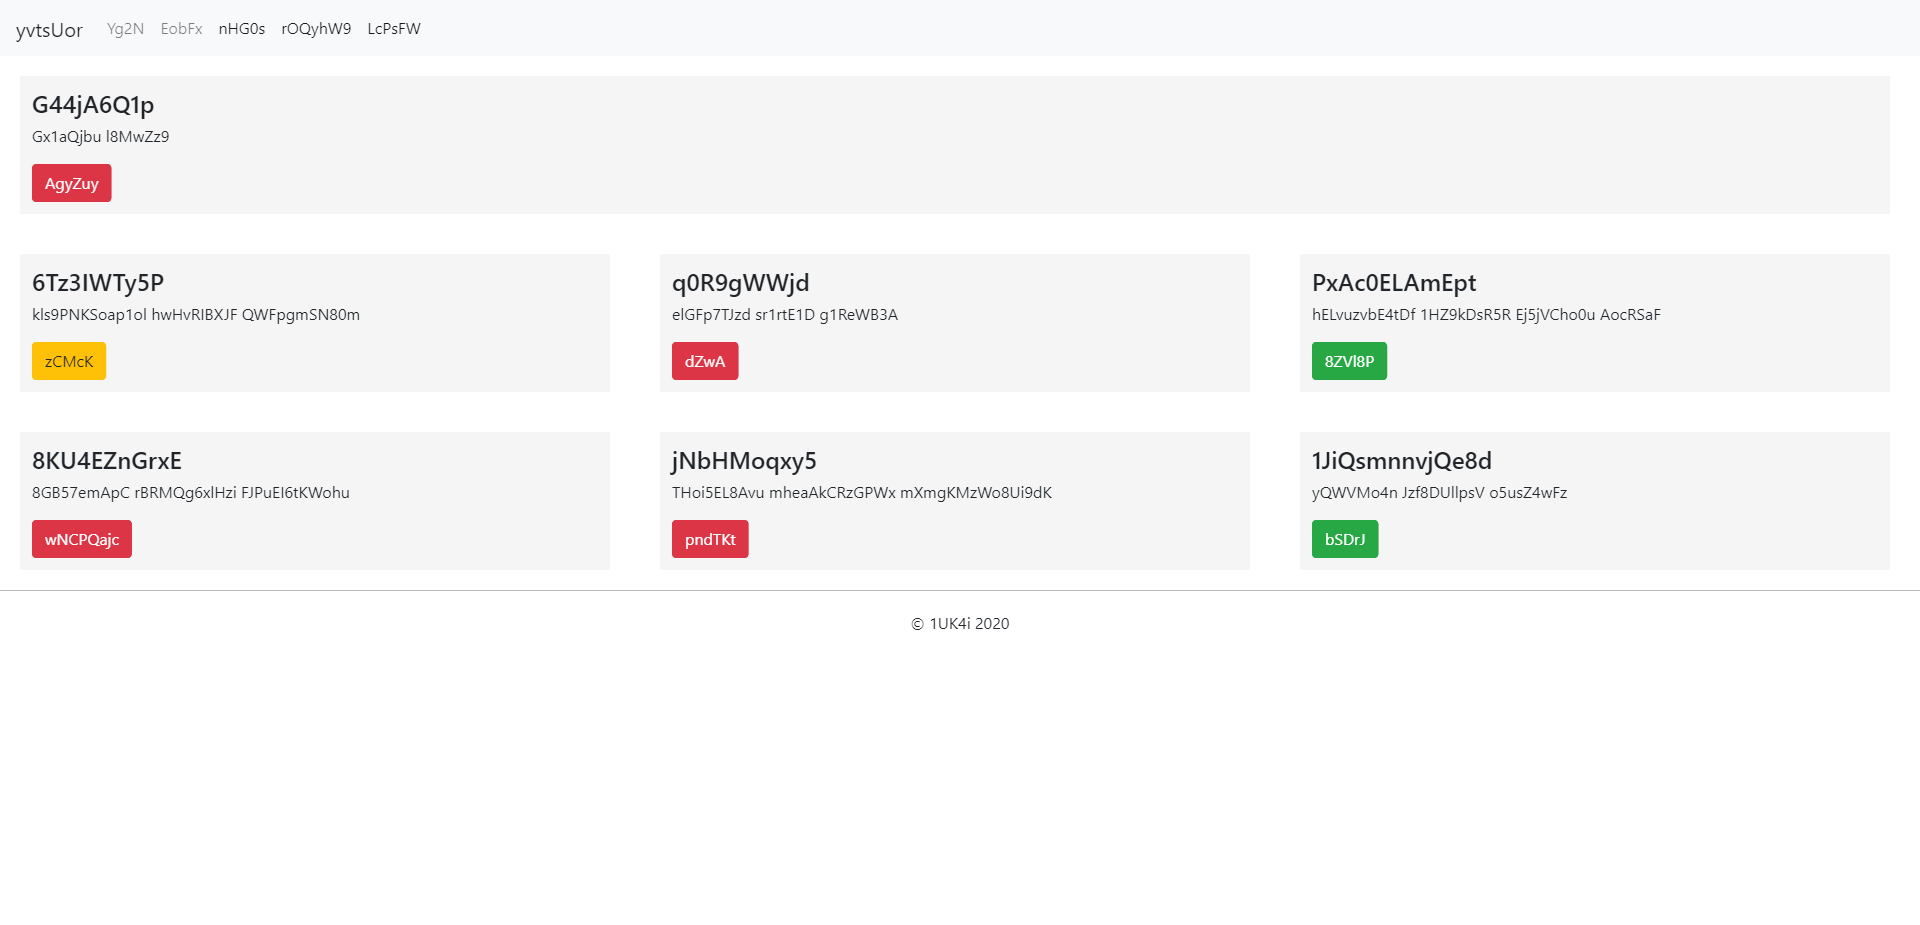 yvtsUor Yg2N EobFx nHG0s rOQyhW9 LcPsFW
G44jA6Q1p
Gx1aQjbu l8MwZz9
AgyZuy
6Tz3IWTy5P
kls9PNKSoap1ol hwHvRIBXJF QWFpgmSN80m
zCMcK
q0R9gWWjd
elGFp7TJzd sr1rtE1D g1ReWB3A
dZwA
PxAc0ELAmEpt
hELvuzvbE4tDf 1HZ9kDsR5R Ej5jVCho0u AocRSaF
8ZVl8P
8KU4EZnGrxE
8GB57emApC rBRMQg6xlHzi FJPuEI6tKWohu
wNCPQajc
jNbHMoqxy5
THoi5EL8Avu mheaAkCRzGPWx mXmgKMzWo8Ui9dK
pndTKt
1JiQsmnnvjQe8d
yQWVMo4n Jzf8DUllpsV o5usZ4wFz
bSDrJ
© 1UK4i 2020